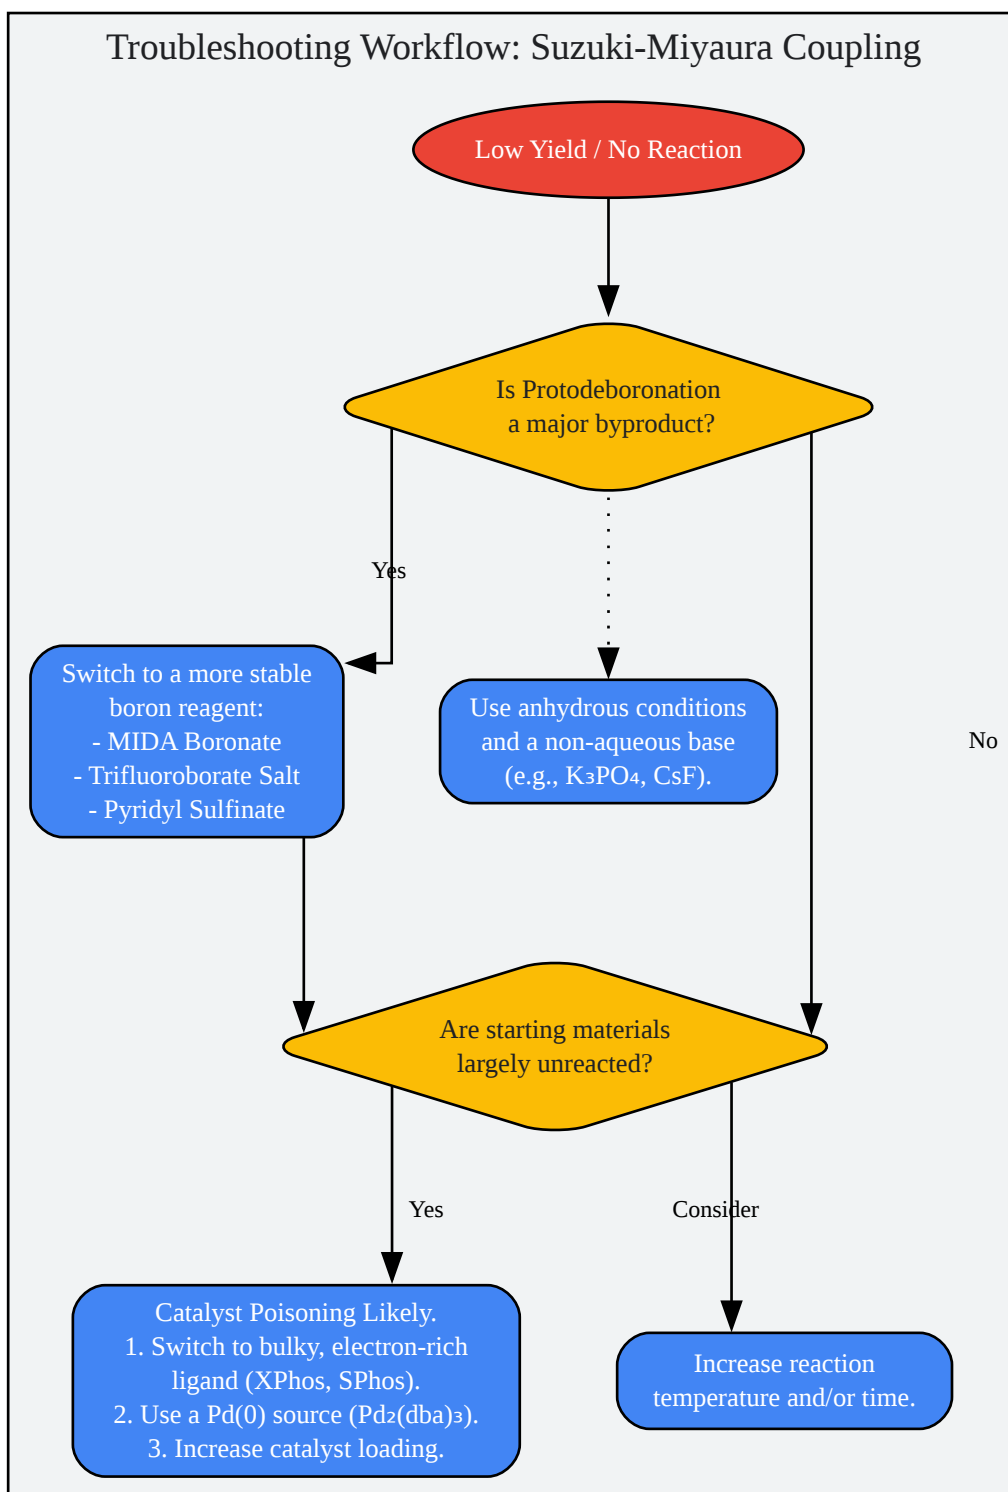 Troubleshooting Workflow: Suzuki-Miyaura Coupling
Low Yield / No Reaction
Is Protodeboronation
a major byproduct?
Yes
Switch to a more stable
boron reagent:
- MIDA Boronate
- Trifluoroborate Salt
- Pyridyl Sulfinate
Use anhydrous conditions
and a non-aqueous base
(e.g., K₃PO₄, CsF).
No
Are starting materials
largely unreacted?
Yes
Consider
Catalyst Poisoning Likely.
1. Switch to bulky, electron-rich
ligand (XPhos, SPhos).
2. Use a Pd(0) source (Pd₂(dba)₃).
3. Increase catalyst loading.
Increase reaction
temperature and/or time.